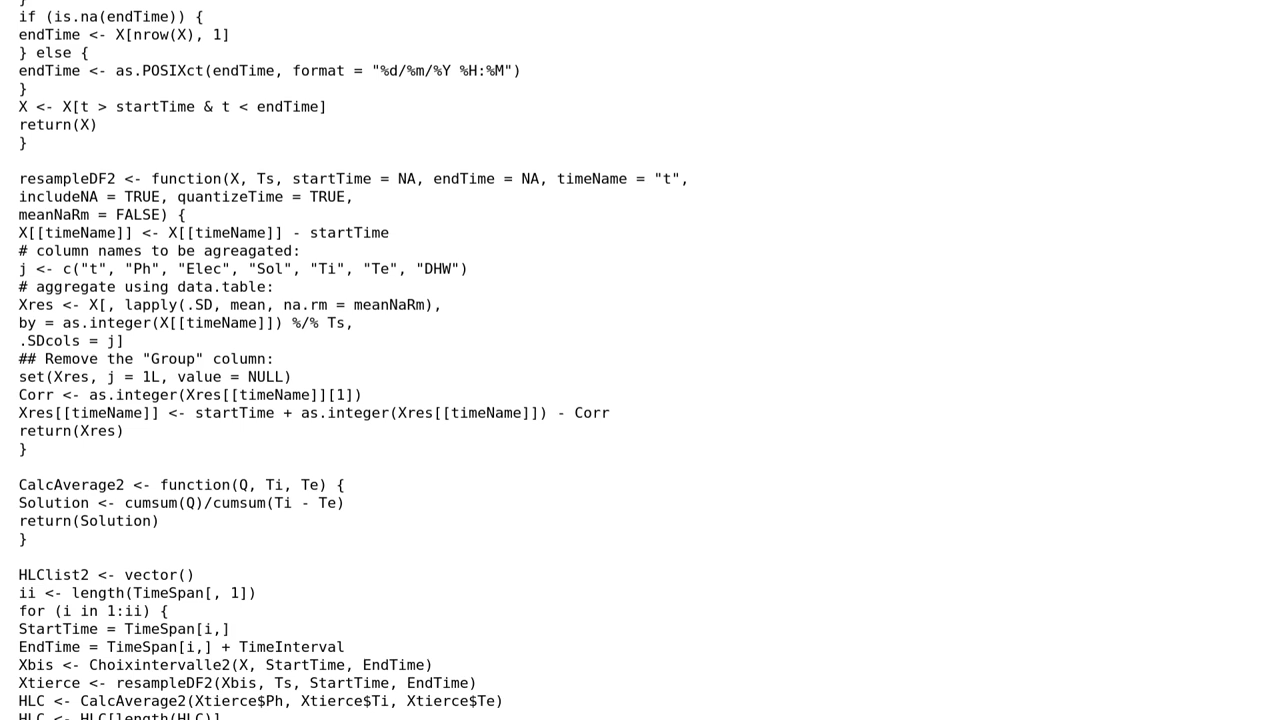 }
if (is.na(endTime)) {
endTime <- X[nrow(X), 1]
} else {
endTime <- as.POSIXct(endTime, format = "%d/%m/%Y %H:%M")
}
X <- X[t > startTime & t < endTime]
return(X)
}
resampleDF2 <- function(X, Ts, startTime = NA, endTime = NA, timeName = "t",
includeNA = TRUE, quantizeTime = TRUE,
meanNaRm = FALSE) {
X[[timeName]] <- X[[timeName]] - startTime
# column names to be agreagated:
j <- c("t", "Ph", "Elec", "Sol", "Ti", "Te", "DHW")
# aggregate using data.table:
Xres <- X[, lapply(.SD, mean, na.rm = meanNaRm),
by = as.integer(X[[timeName]]) %/% Ts,
.SDcols = j]
## Remove the "Group" column:
set(Xres, j = 1L, value = NULL)
Corr <- as.integer(Xres[[timeName]][1])
Xres[[timeName]] <- startTime + as.integer(Xres[[timeName]]) - Corr
return(Xres)
}
CalcAverage2 <- function(Q, Ti, Te) {
Solution <- cumsum(Q)/cumsum(Ti - Te)
return(Solution)
}
HLClist2 <- vector()
ii <- length(TimeSpan[, 1])
for (i in 1:ii) {
StartTime = TimeSpan[i,]
EndTime = TimeSpan[i,] + TimeInterval
Xbis <- Choixintervalle2(X, StartTime, EndTime)
Xtierce <- resampleDF2(Xbis, Ts, StartTime, EndTime)
HLC <- CalcAverage2(Xtierce$Ph, Xtierce$Ti, Xtierce$Te)
HLC <- HLC[length(HLC)]